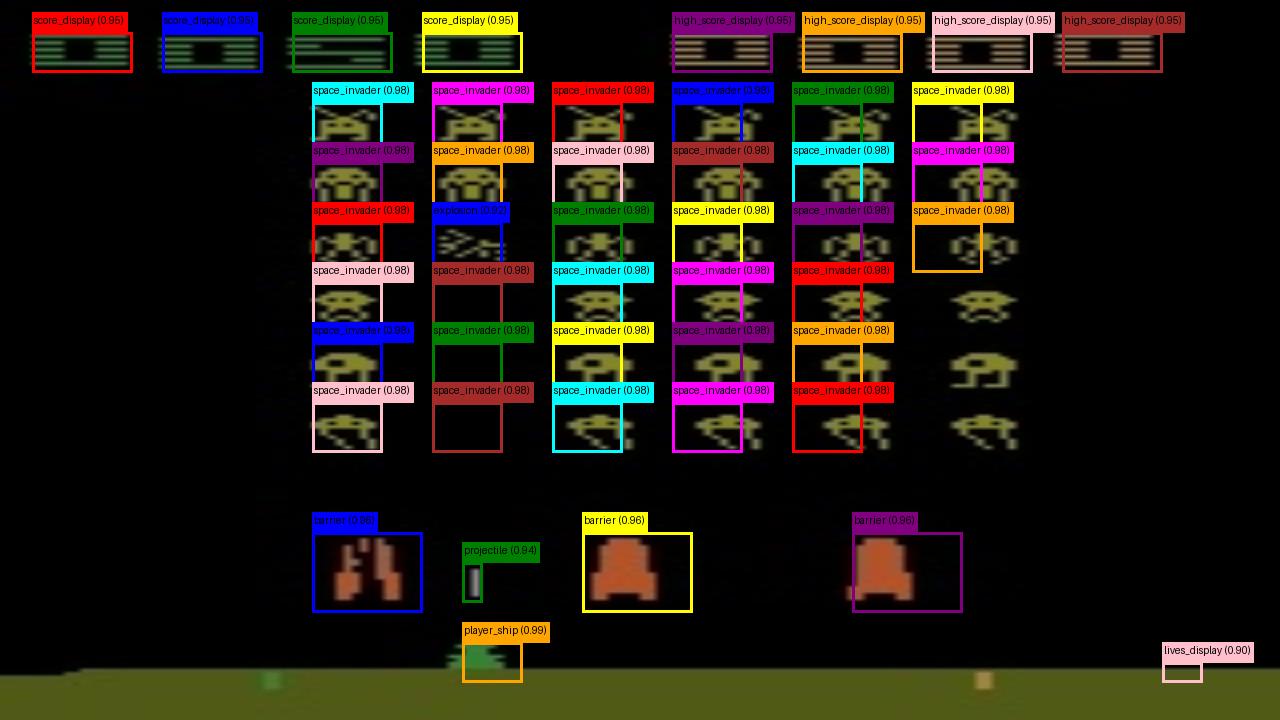 score_display (0.95) score_display (0.95) score_display (0.95) score_display (0.95) high_score_display (0.95) high_score_display (0.95) high_score_display (0.95) high_score_display (0.95)
space_invader (0.98) space_invader (0.98) space_invader (0.98) space_invader (0.98) space_invader (0.98) space_invader (0.98)
space_invader (0.98) space_invader (0.98) space_invader (0.98) space_invader (0.98) space_invader (0.98) space_invader (0.98)
space_invader (0.98) explosion (0.92) space_invader (0.98) space_invader (0.98) space_invader (0.98) space_invader (0.98)
space_invader (0.98) space_invader (0.98) space_invader (0.98) space_invader (0.98) space_invader (0.98)
space_invader (0.98) space_invader (0.98) space_invader (0.98) space_invader (0.98) space_invader (0.98)
space_invader (0.98) space_invader (0.98) space_invader (0.98) space_invader (0.98) space_invader (0.98)
barrier (0.96) barrier (0.96) barrier (0.96)
projectile (0.94)
player_ship (0.99)
lives_display (0.90)